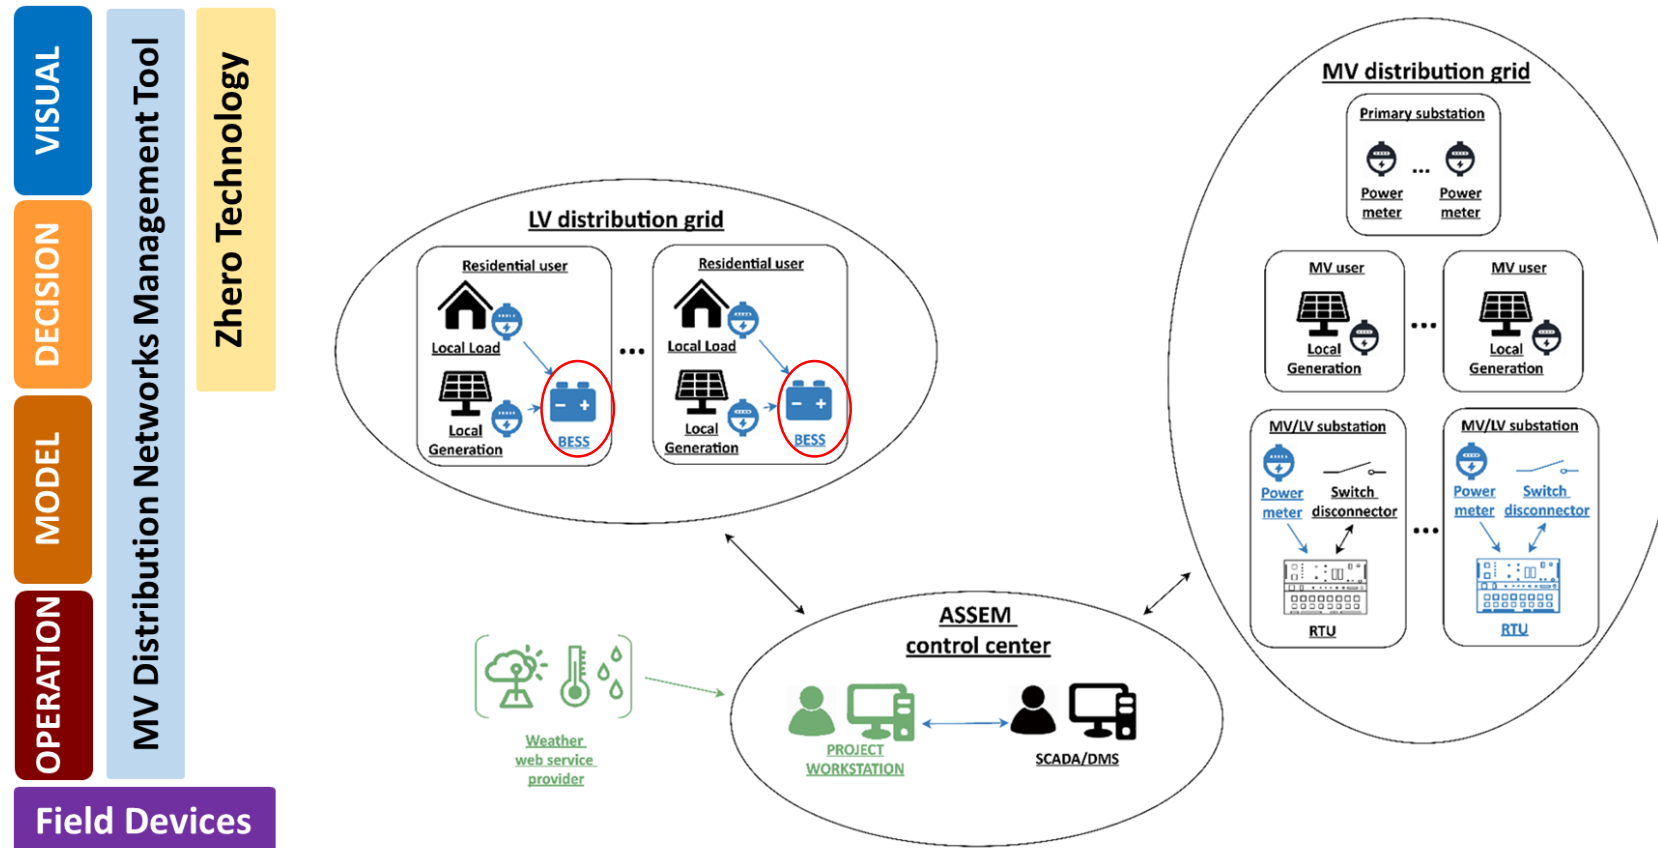 VISUAL
DECISION
MODEL
OPERATION
MV Distribution Networks Management Tool
Zhero Technology
Field Devices
LV distribution grid
Residential user
Local Load
Local
Generation
BESS
...
Residential user
Local Load
Local
Generation
BESS
MV distribution grid
Primary substation
...
Power
meter
Power
meter
MV user
Local
Generation
...
MV user
Local
Generation
MV/LV substation
Power
meter
Switch
disconnector
RTU
...
MV/LV substation
Power
meter
Switch
disconnector
RTU
Weather
web service
provider
ASSEM
control center
PROJECT
WORKSTATION
SCADA/DMS